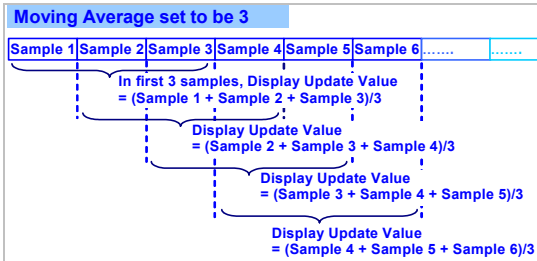 Moving Average set to be 3
Sample 1 Sample 2 Sample 3 Sample 4 Sample 5 Sample 6 ....... .......
In first 3 samples, Display Update Value
= (Sample 1 + Sample 2 + Sample 3)/3
Display Update Value
= (Sample 2 + Sample 3 + Sample 4)/3
Display Update Value
= (Sample 3 + Sample 4 + Sample 5)/3
Display Update Value
= (Sample 4 + Sample 5 + Sample 6)/3